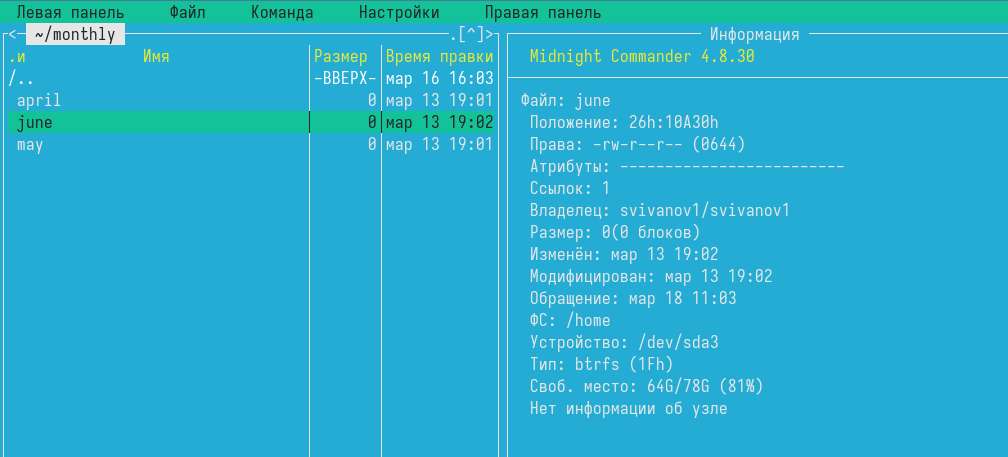 Левая панель Файл Команда Настройки Правая панель
<─ ~/monthly .[^]>
.и Имя Размер Время правки
/.. -ВВЕРХ- мар 16 16:03
april 0 мар 13 19:01
june 0 мар 13 19:02
may 0 мар 13 19:01
Информация
Midnight Commander 4.8.30
Файл: june
Положение: 26h:10A30h
Права: -rw-r--r-- (0644)
Атрибуты: -------------------------
Ссылок: 1
Владелец: svivanov1/svivanov1
Размер: 0(0 блоков)
Изменён: мар 13 19:02
Модифицирован: мар 13 19:02
Обращение: мар 18 11:03
ФС: /home
Устройство: /dev/sda3
Тип: btrfs (1Fh)
Своб. место: 64G/78G (81%)
Нет информации об узле